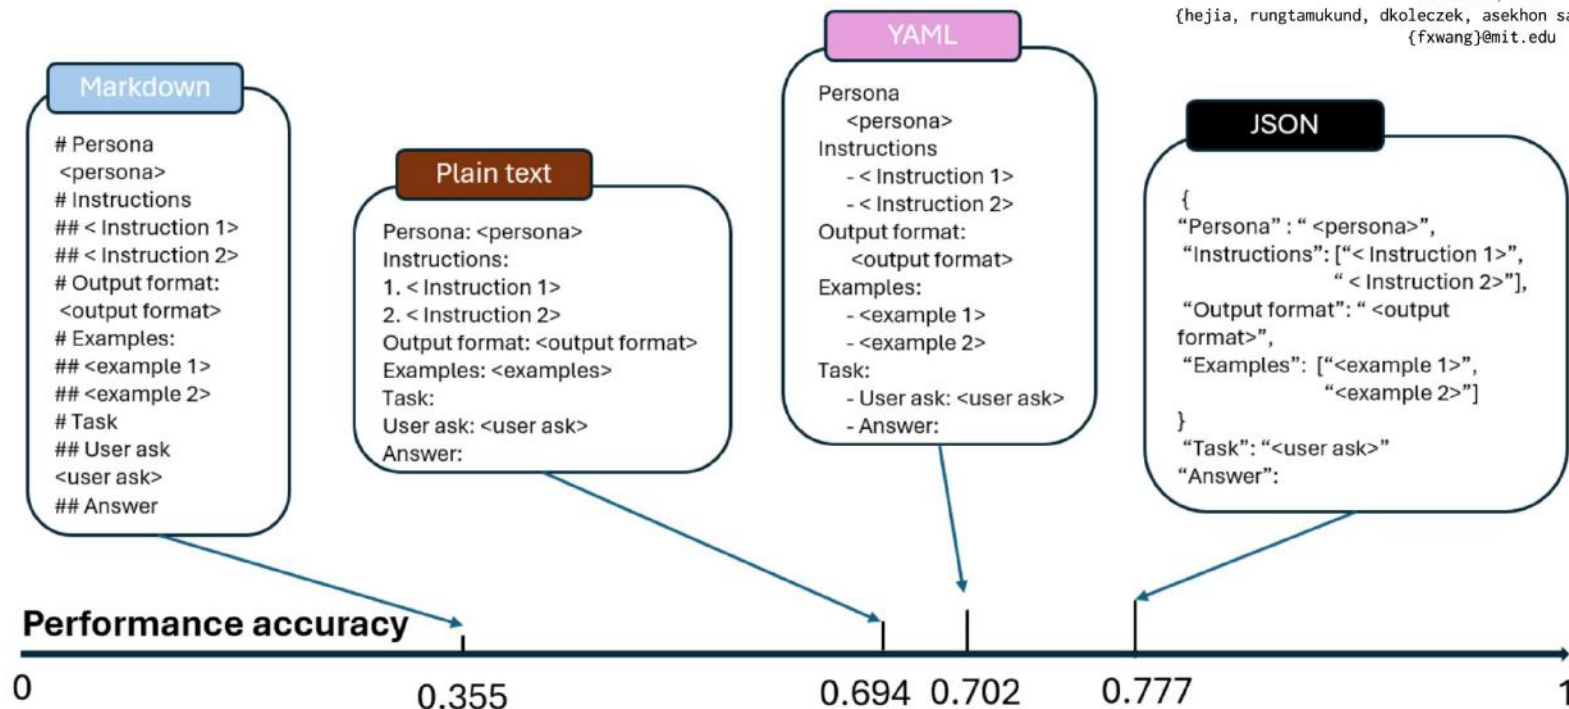 {hejia, rungtamukund, dkoleczek, asekhon
{fxwang}@mit.edu
Markdown
# Persona
<persona>
# Instructions
## < Instruction 1>
## < Instruction 2>
# Output format:
<output format>
# Examples:
## <example 1>
## <example 2>
# Task
## User ask
<user ask>
## Answer
Plain text
Persona: <persona>
Instructions:
1. < Instruction 1>
2. < Instruction 2>
Output format: <output format>
Examples: <examples>
Task:
User ask: <user ask>
Answer:
YAML
Persona
<persona>
Instructions
- < Instruction 1>
- < Instruction 2>
Output format:
<output format>
Examples:
- <example 1>
- <example 2>
Task:
- User ask: <user ask>
- Answer:
JSON
{
“Persona” : “ <persona>”,
“Instructions”: [“< Instruction 1>”,
“ < Instruction 2>”],
“Output format”: “ <output
format>”,
“Examples”: [“<example 1>”,
“<example 2>”]
}
“Task”: “<user ask>”
“Answer”:
Performance accuracy
0
0.355
0.694
0.702
0.777
1